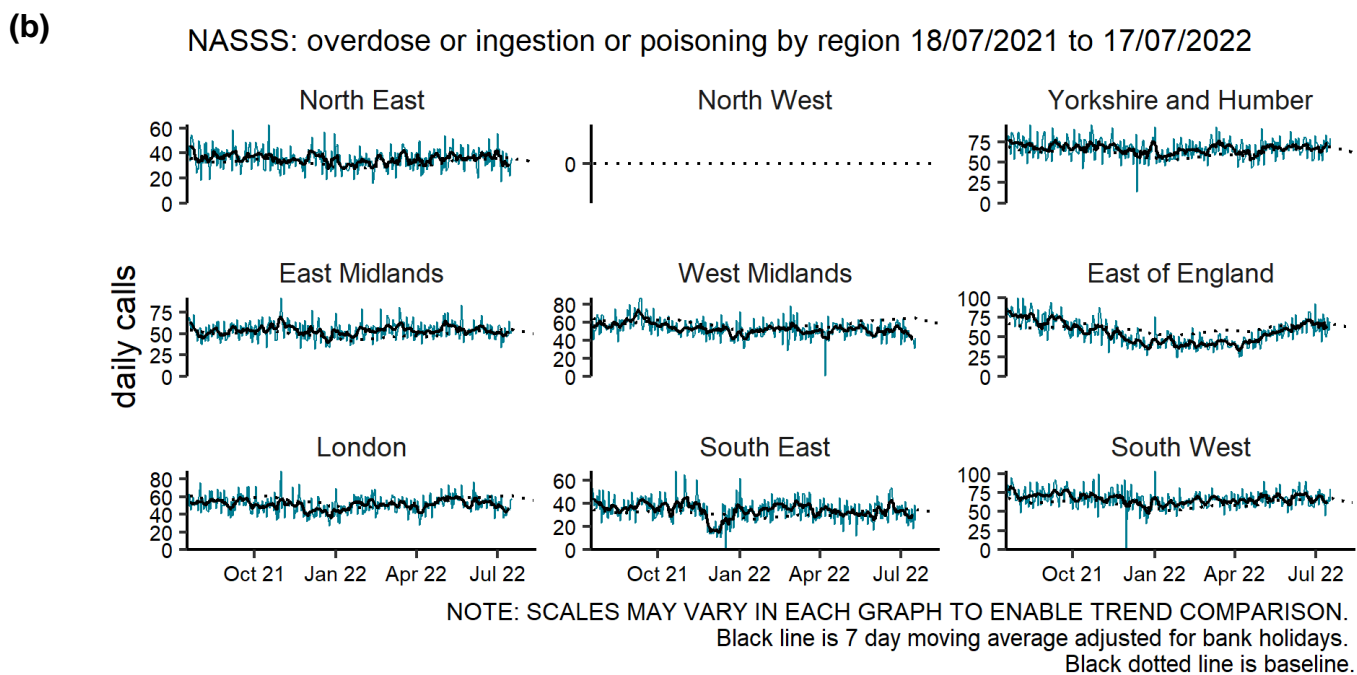 (b)
NASSS: overdose or ingestion or poisoning by region 18/07/2021 to 17/07/2022
daily calls
North East
60
40
20
0
North West
0
Yorkshire and Humber
75
50
25
0
East Midlands
75
50
25
0
West Midlands
80
60
40
20
0
East of England
100
75
50
25
0
London
80
60
40
20
0
Oct 21 Jan 22 Apr 22 Jul 22
South East
60
40
20
0
Oct 21 Jan 22 Apr 22 Jul 22
South West
100
75
50
25
0
Oct 21 Jan 22 Apr 22 Jul 22
NOTE: SCALES MAY VARY IN EACH GRAPH TO ENABLE TREND COMPARISON.
Black line is 7 day moving average adjusted for bank holidays.
Black dotted line is baseline.